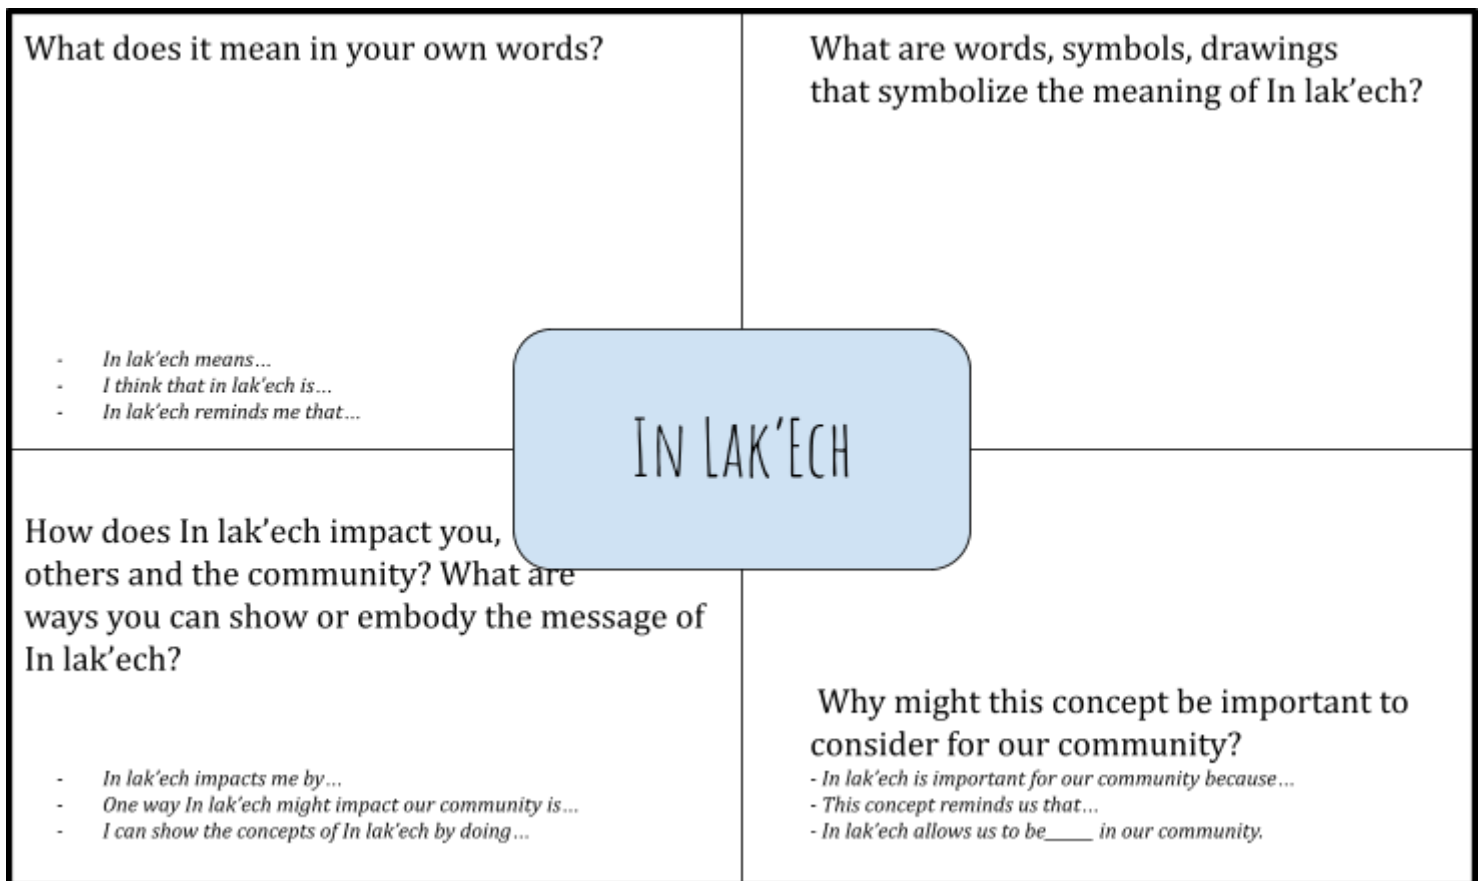 What does it mean in your own words?
- In lak’ech means…
- I think that in lak’ech is…
- In lak’ech reminds me that…
What are words, symbols, drawings
that symbolize the meaning of In lak’ech?
In Lak’Ech
How does In lak’ech impact you,
others and the community? What are
ways you can show or embody the message of
In lak’ech?
- In lak’ech impacts me by…
- One way In lak’ech might impact our community is…
- I can show the concepts of In lak’ech by doing…
Why might this concept be important to
consider for our community?
- In lak’ech is important for our community because…
- This concept reminds us that…
- In lak’ech allows us to be_____ in our community.